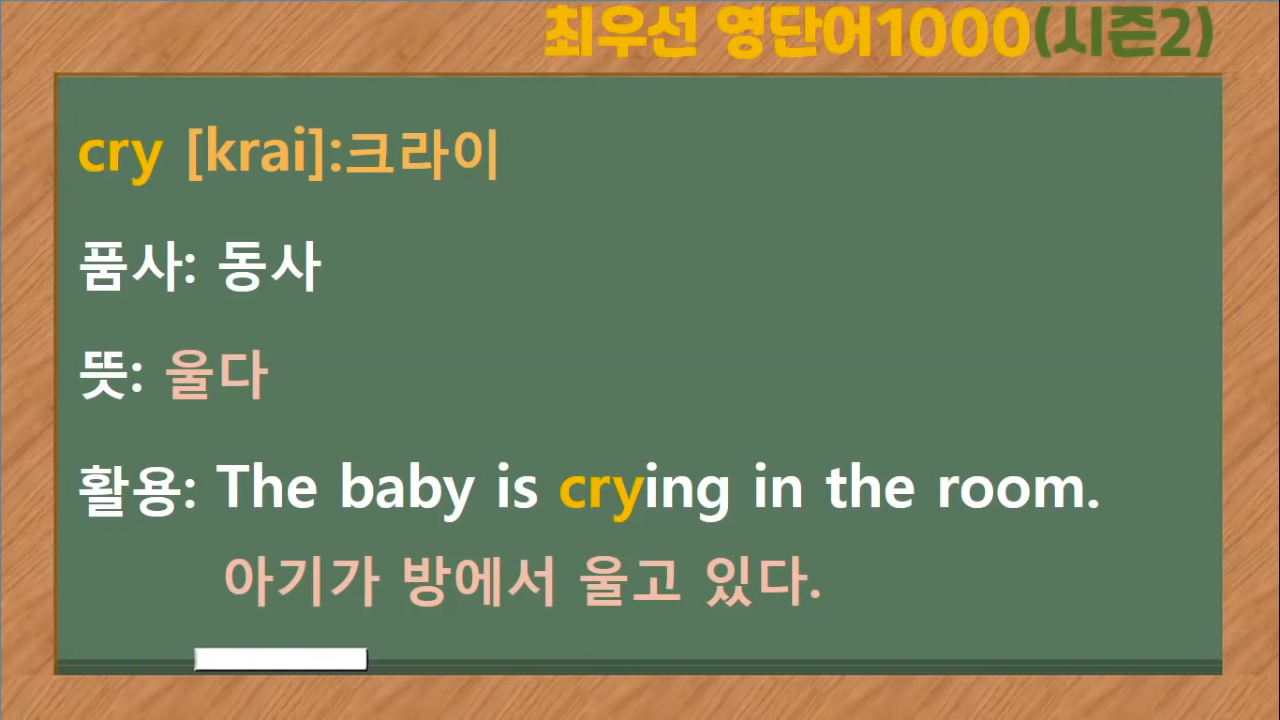 최우선 영단어1000(시즌2)
cry [krai]:크라이
품사: 동사
뜻: 울다
활용: The baby is crying in the room.
아기가 방에서 울고 있다.